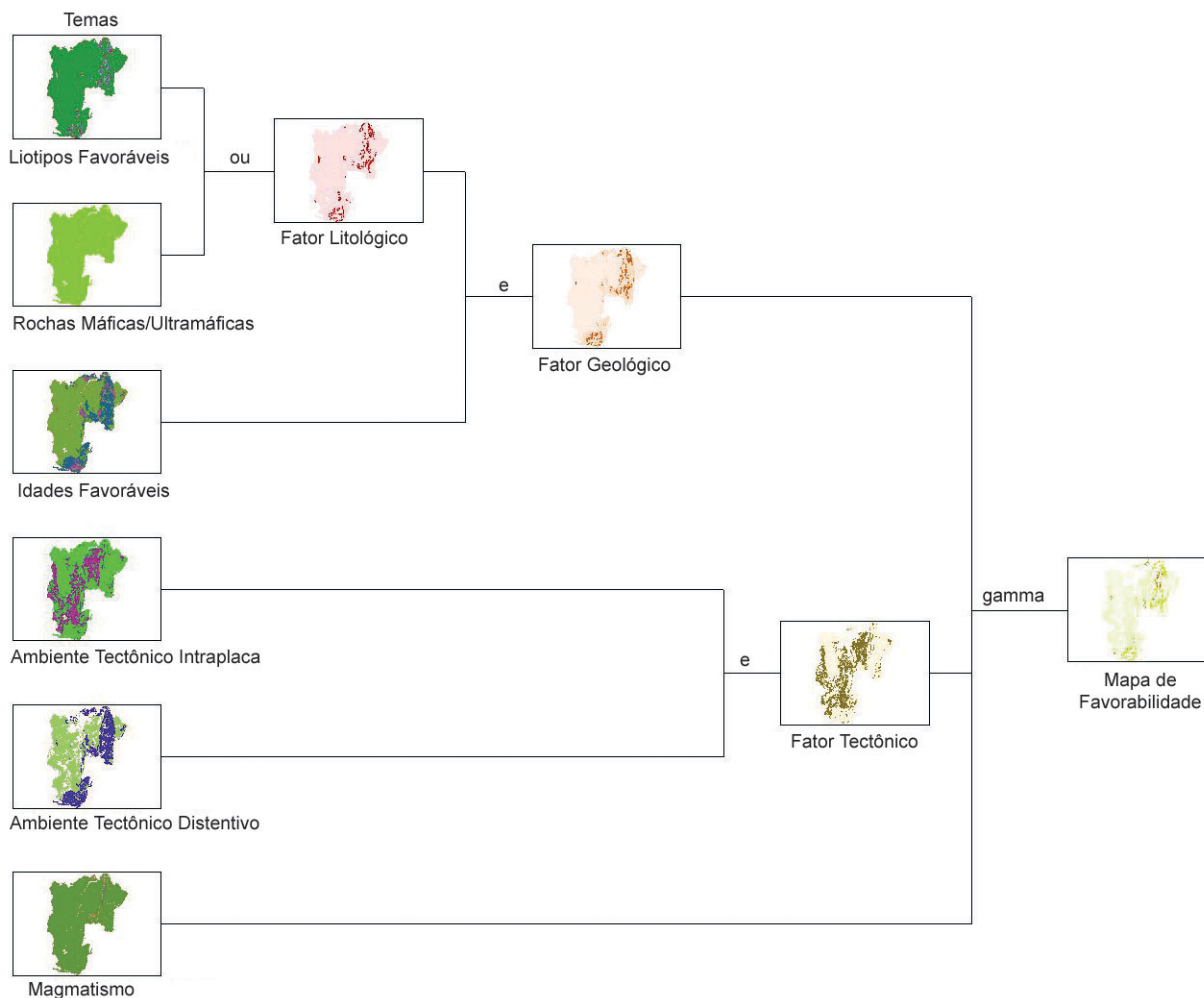 Temas
Liotipos Favoráveis
ou
Fator Litológico
Rochas Máficas/Ultramáficas
e
Fator Geológico
Idades Favoráveis
Ambiente Tectônico Intraplaca
gamma
e
Mapa de
Favorabilidade
Fator Tectônico
Ambiente Tectônico Distentivo
Magmatismo